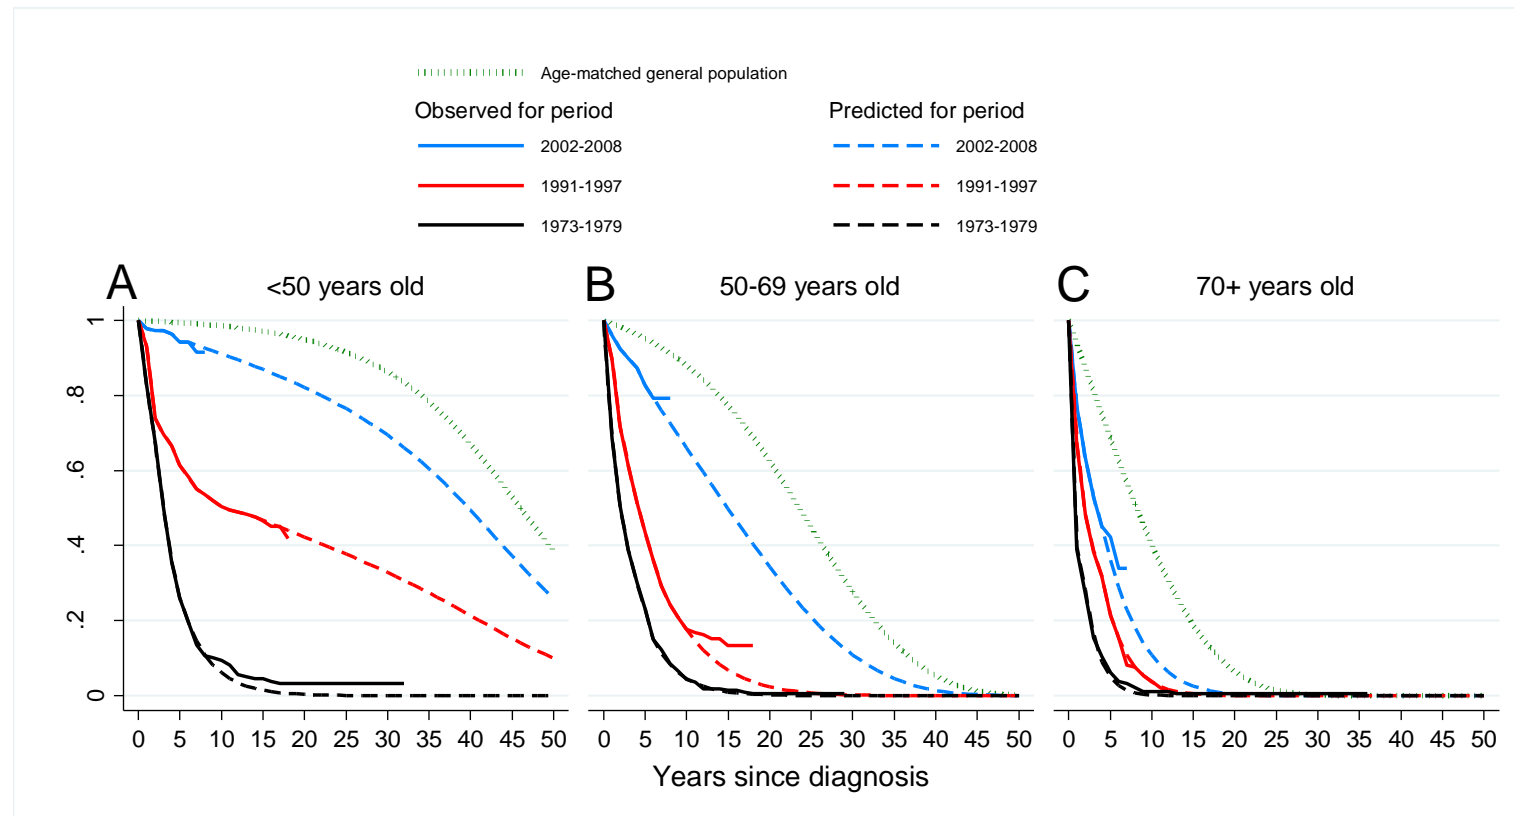 Age-matched general population
Observed for period Predicted for period
2002-2008 2002-2008
1991-1997 1991-1997
1973-1979 1973-1979
A <50 years old B 50-69 years old C 70+ years old
1
.8
.6
.4
.2
0
0 5 10 15 20 25 30 35 40 45 50 0 5 10 15 20 25 30 35 40 45 50 0 5 10 15 20 25 30 35 40 45 50
Years since diagnosis